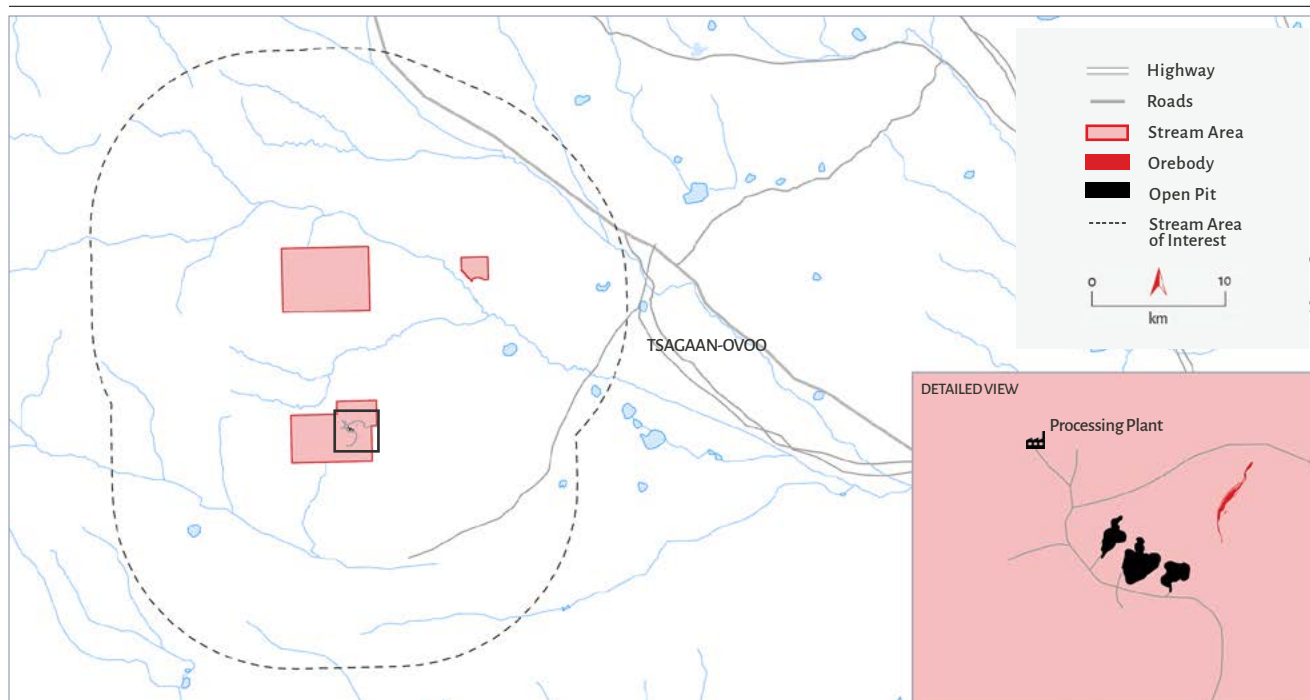 Highway
Roads
Stream Area
Orebody
Open Pit
Stream Area
of Interest
0 10
km
TSAGAAN-OVOO
DETAILED VIEW
Processing Plant